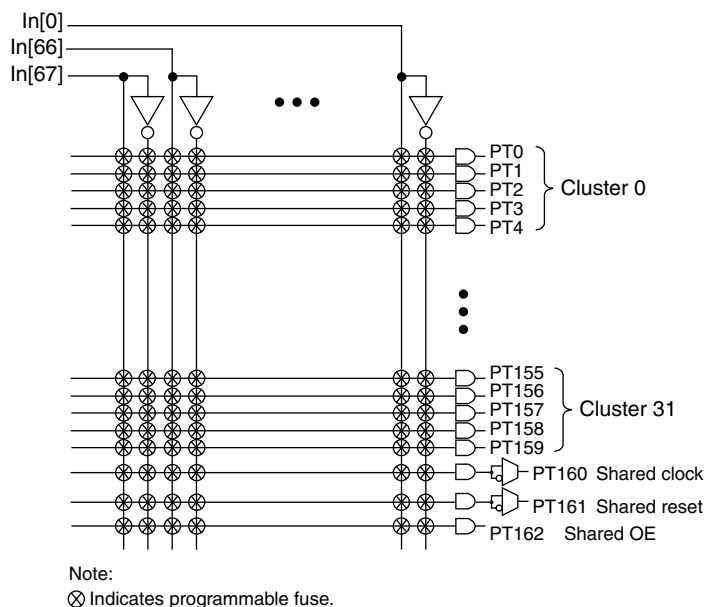 In[0]
In[66]
In[67]
PT0
PT1
PT2
PT3
PT4
Cluster 0
PT155
PT156
PT157
PT158
PT159
Cluster 31
PT160 Shared clock
PT161 Shared reset
PT162 Shared OE
Note:
Indicates programmable fuse.